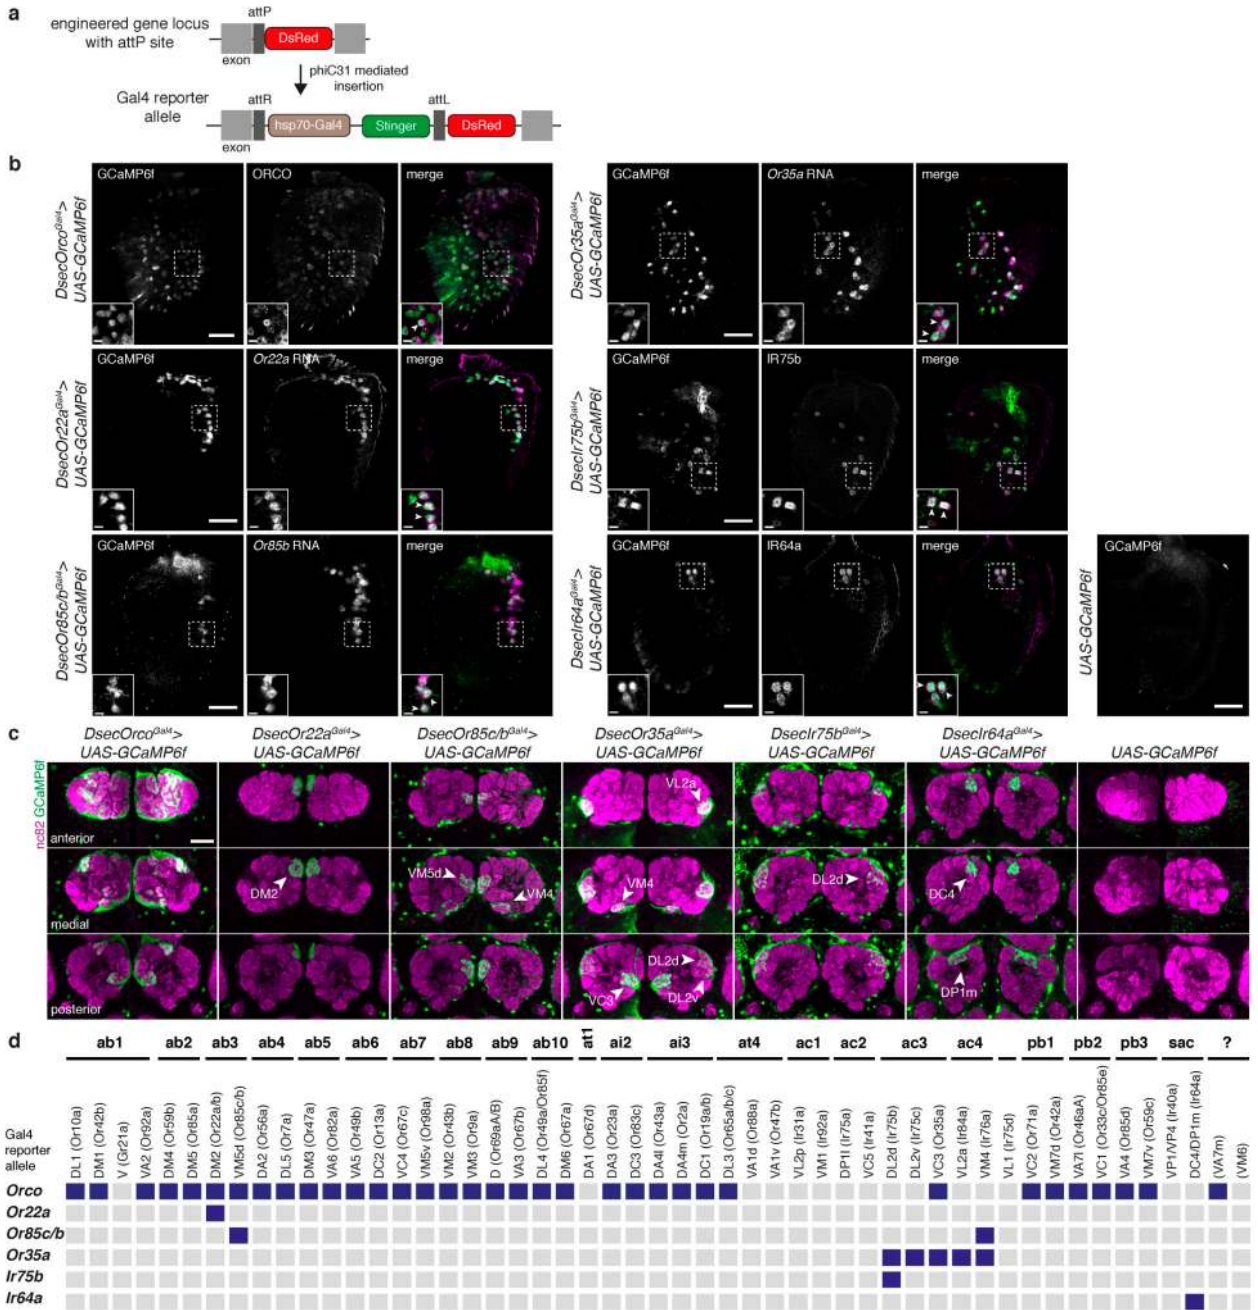 a
engineered gene locus
with attP site
attP
DsRed
exon
phiC31 mediated
insertion
Gal4 reporter
allele
attR
attL
hsp70-Gal4
Stinger
DsRed
exon
b
DsecOrco^Gal4>
UAS-GCaMP6f
GCaMP6f
ORCO
merge
DsecOr35a^Gal4>
UAS-GCaMP6f
GCaMP6f
Or35a RNA
merge
DsecOr22a^Gal4>
UAS-GCaMP6f
GCaMP6f
Or22a RNA
merge
DsecIr75b^Gal4>
UAS-GCaMP6f
GCaMP6f
IR75b
merge
DsecOr85c/b^Gal4>
UAS-GCaMP6f
GCaMP6f
Or85b RNA
merge
DsecIr64a^Gal4>
UAS-GCaMP6f
GCaMP6f
IR64a
merge
UAS-GCaMP6f
GCaMP6f
c
DsecOrco^Gal4>
UAS-GCaMP6f
DsecOr22a^Gal4>
UAS-GCaMP6f
DsecOr85c/b^Gal4>
UAS-GCaMP6f
DsecOr35a^Gal4>
UAS-GCaMP6f
DsecIr75b^Gal4>
UAS-GCaMP6f
DsecIr64a^Gal4>
UAS-GCaMP6f
UAS-GCaMP6f
nc82 GCaMP6f
anterior
VL2a
medial
DM2
VM5d
VM4
VM4
DL2d
DC4
posterior
VC3
DL2d
DL2v
DP1m
d
ab1 ab2 ab3 ab4 ab5 ab6 ab7 ab8 ab9 ab10 at1 ai2 ai3 at4 ac1 ac2 ac3 ac4 pb1 pb2 pb3 sac ?
Gal4
reporter
allele
DL1 (Or10a)
DM1 (Or42b)
V (Gr21a)
VA2 (Or92a)
DM4 (Or59b)
DM5 (Or85a)
DM2 (Or22a/b)
VM5d (Or85c/b)
DA2 (Or56a)
DL5 (Or7a)
DM3 (Or47a)
VA6 (Or82a)
VA5 (Or49b)
DC2 (Or13a)
VC4 (Or67c)
VM5v (Or98a)
VM2 (Or43b)
VM3 (Or9a)
D (Or69aA/B)
VA3 (Or67b)
DL4 (Or49a/Or85f)
DM6 (Or67a)
DA1 (Or67d)
DA3 (Or23a)
DC3 (Or83c)
DA4l (Or43a)
DA4m (Or2a)
DC1 (Or19a/b)
DL3 (Or65a/b/c)
VA1d (Or88a)
VA1v (Or47b)
VL2p (Ir31a)
VM1 (Ir92a)
DP1l (Ir75a)
VC5 (Ir41a)
DL2d (Ir75b)
DL2v (Ir75c)
VC3 (Or35a)
VL2a (Ir84a)
VM4 (Ir76a)
VL1 (Ir75d)
VC2 (Or71a)
VM7d (Or42a)
VA7l (Or46aA)
VC1 (Or33c/Or85e)
VA4 (Or85d)
VM7v (Or59c)
VP1/VP4 (Ir40a)
DC4/DP1m (Ir64a)
(VA7m)
(VM6)
Orco
Or22a
Or85c/b
Or35a
Ir75b
Ir64a